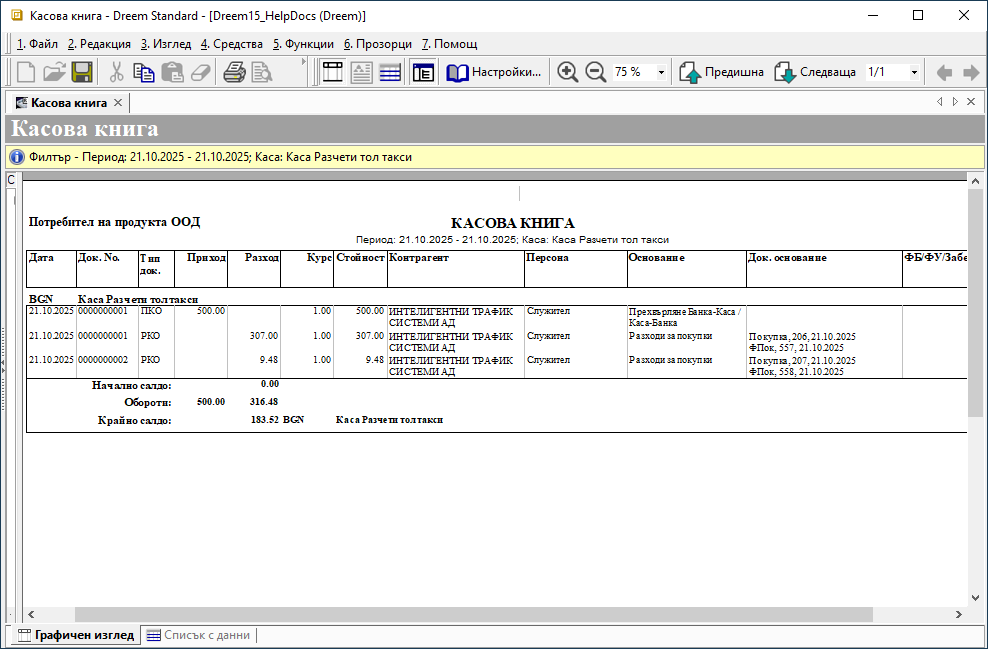 Касова книга - Dreem Standard - [Dreem15_HelpDocs (Dreem)]
1. Файл 2. Редакция 3. Изглед 4. Средства 5. Функции 6. Прозорци 7. Помощ
Настройки... 75 % Предишна Следваща 1/1
Касова книга
Касова книга
Филтър - Период: 21.10.2025 - 21.10.2025; Каса: Каса Разчети тол такси
С
Потребител на продукта ООД КАСОВА КНИГА
Период: 21.10.2025 - 21.10.2025; Каса: Каса Разчети тол такси
Дата Док. No. Тип док. Приход Разход Курс Стойност Контрагент Персона Основание Док. основание ФБ/ФУ/Забе
BGN Каса Разчети тол такси
21.10.2025 0000000001 ПКО 500.00 1.00 500.00 ИНТЕЛИГЕНТНИ ТРАФИК Служител Прехвърляне Банка-Каса /
СИСТЕМИ АД Каса-Банка
21.10.2025 0000000001 РКО 307.00 1.00 307.00 ИНТЕЛИГЕНТНИ ТРАФИК Служител Разходи за покупки Покупка, 206, 21.10.2025
СИСТЕМИ АД ФПок, 557, 21.10.2025
21.10.2025 0000000002 РКО 9.48 1.00 9.48 ИНТЕЛИГЕНТНИ ТРАФИК Служител Разходи за покупки Покупка, 207, 21.10.2025
СИСТЕМИ АД ФПок, 558, 21.10.2025
Начално салдо: 0.00
Обороти: 500.00 316.48
Крайно салдо: 183.52 BGN Каса Разчети тол такси
Графичен изглед Списък с данни